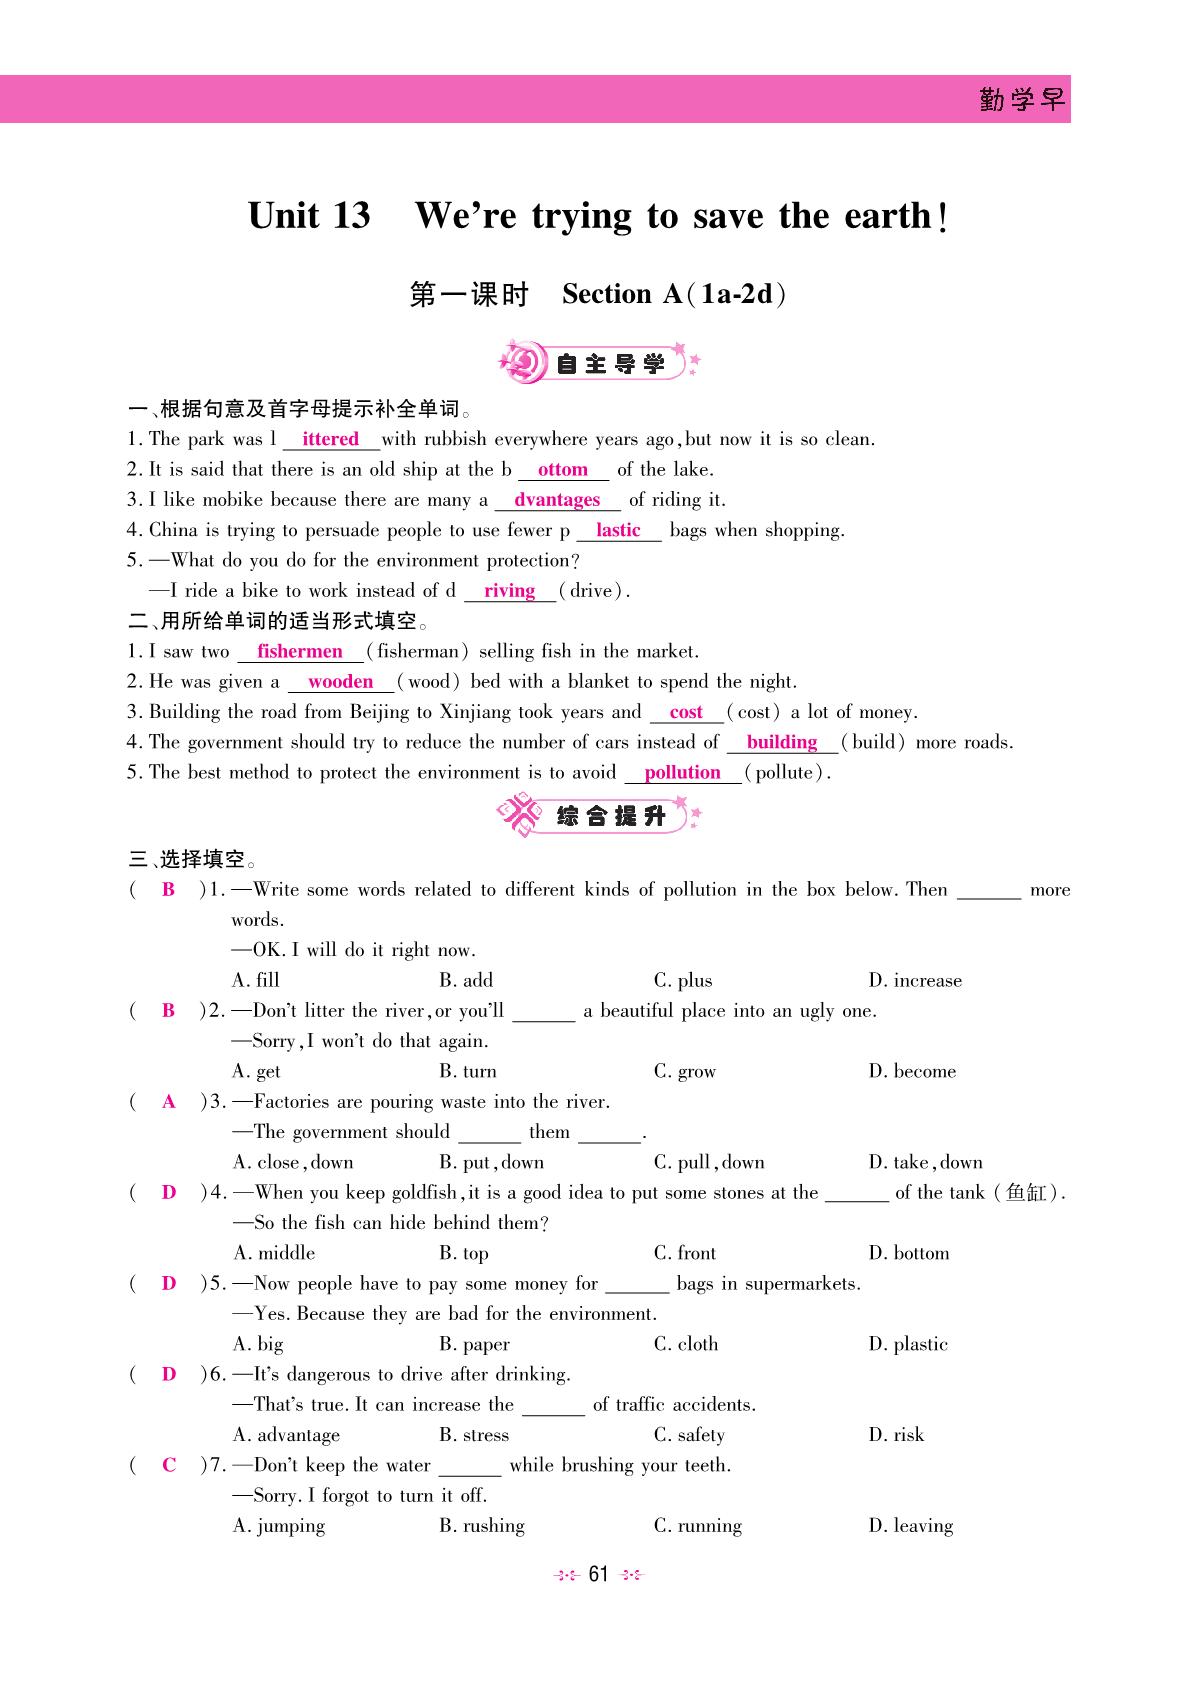 勤学早
Unit 13 We're trying to save the earth!
第一课时 Section A(1a-2d)
自主导学
一、根据句意及首字母提示补全单词。
1. The park was l ittered with rubbish everywhere years ago, but now it is so clean.
2. It is said that there is an old ship at the b ottom of the lake.
3. I like mobike because there are many a dvantages of riding it.
4. China is trying to persuade people to use fewer p lastic bags when shopping.
5. —What do you do for the environment protection?
—I ride a bike to work instead of d riving (drive).
二、用所给单词的适当形式填空。
1. I saw two fishermen (fisherman) selling fish in the market.
2. He was given a wooden (wood) bed with a blanket to spend the night.
3. Building the road from Beijing to Xinjiang took years and cost (cost) a lot of money.
4. The government should try to reduce the number of cars instead of building (build) more roads.
5. The best method to protect the environment is to avoid pollution (pollute).
综合提升
三、选择填空。
( B )1. —Write some words related to different kinds of pollution in the box below. Then ______ more
words.
—OK. I will do it right now.
A. fill B. add C. plus D. increase
( B )2. —Don't litter the river, or you'll ______ a beautiful place into an ugly one.
—Sorry, I won't do that again.
A. get B. turn C. grow D. become
( A )3. —Factories are pouring waste into the river.
—The government should ______ them ______.
A. close, down B. put, down C. pull, down D. take, down
( D )4. —When you keep goldfish, it is a good idea to put some stones at the ______ of the tank (鱼缸).
—So the fish can hide behind them?
A. middle B. top C. front D. bottom
( D )5. —Now people have to pay some money for ______ bags in supermarkets.
—Yes. Because they are bad for the environment.
A. big B. paper C. cloth D. plastic
( D )6. —It's dangerous to drive after drinking.
—That's true. It can increase the ______ of traffic accidents.
A. advantage B. stress C. safety D. risk
( C )7. —Don't keep the water ______ while brushing your teeth.
—Sorry. I forgot to turn it off.
A. jumping B. rushing C. running D. leaving
61